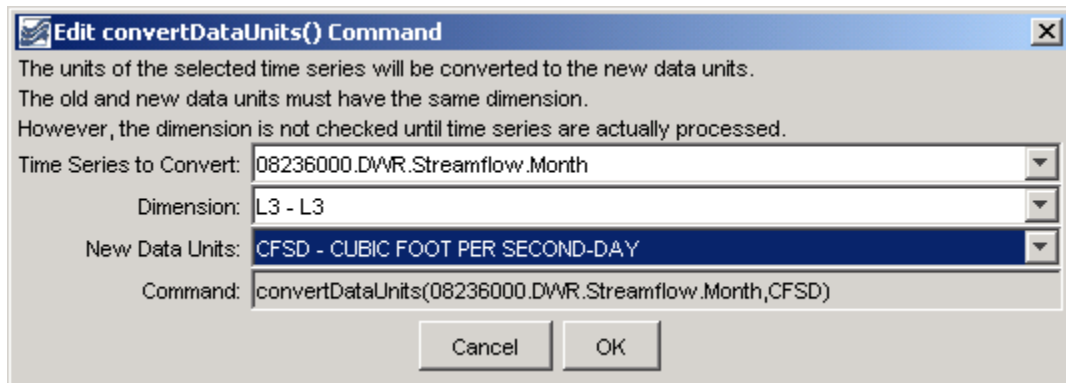 Edit convertDataUnits() Command
The units of the selected time series will be converted to the new data units.
The old and new data units must have the same dimension.
However, the dimension is not checked until time series are actually processed.
Time Series to Convert: 08236000.DWR.Streamflow.Month
Dimension: L3 - L3
New Data Units: CFSD - CUBIC FOOT PER SECOND-DAY
Command: convertDataUnits(08236000.DWR.Streamflow.Month,CFSD)
Cancel OK